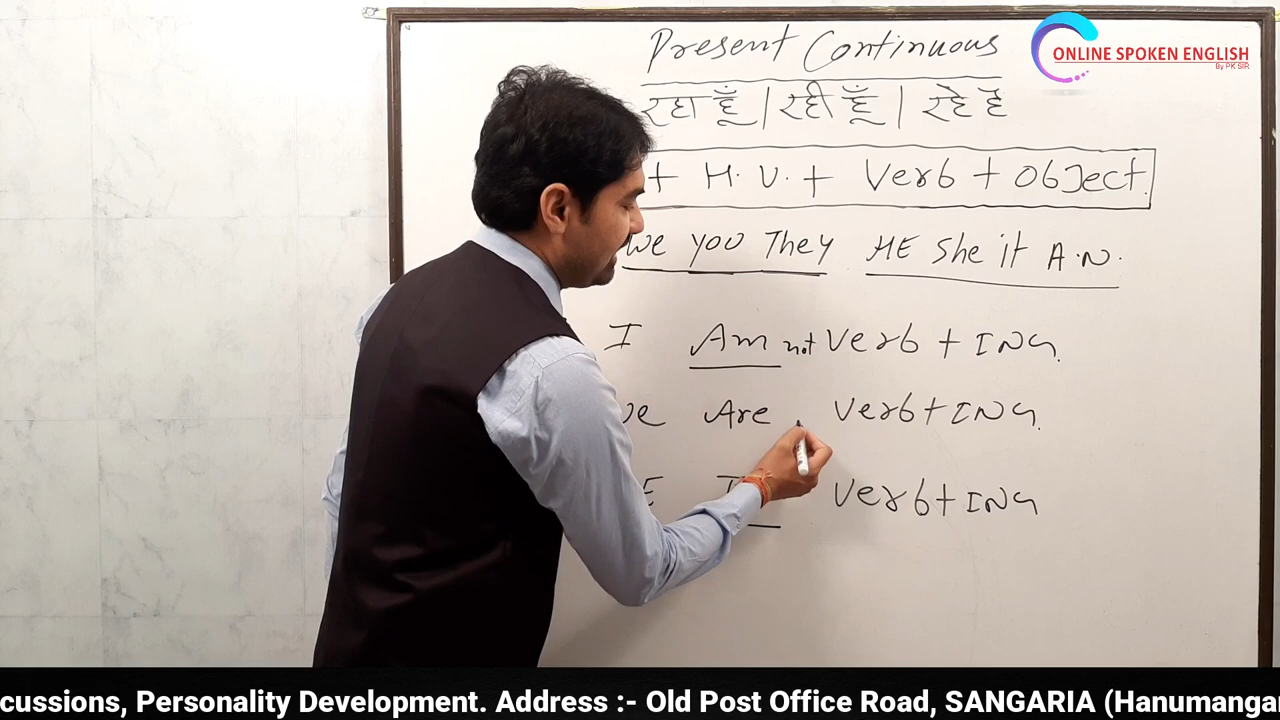 Present Continuous
ONLINE SPOKEN ENGLISH
By PK SIR
रहा हूँ | रही हूँ | रहे है
+ H.V. + Verb + Object.
We you They HE She it A.N.
I Am not Verb + ING.
Are Verb + ING.
Verb + ING
cussions, Personality Development. Address :- Old Post Office Road, SANGARIA (Hanumangar